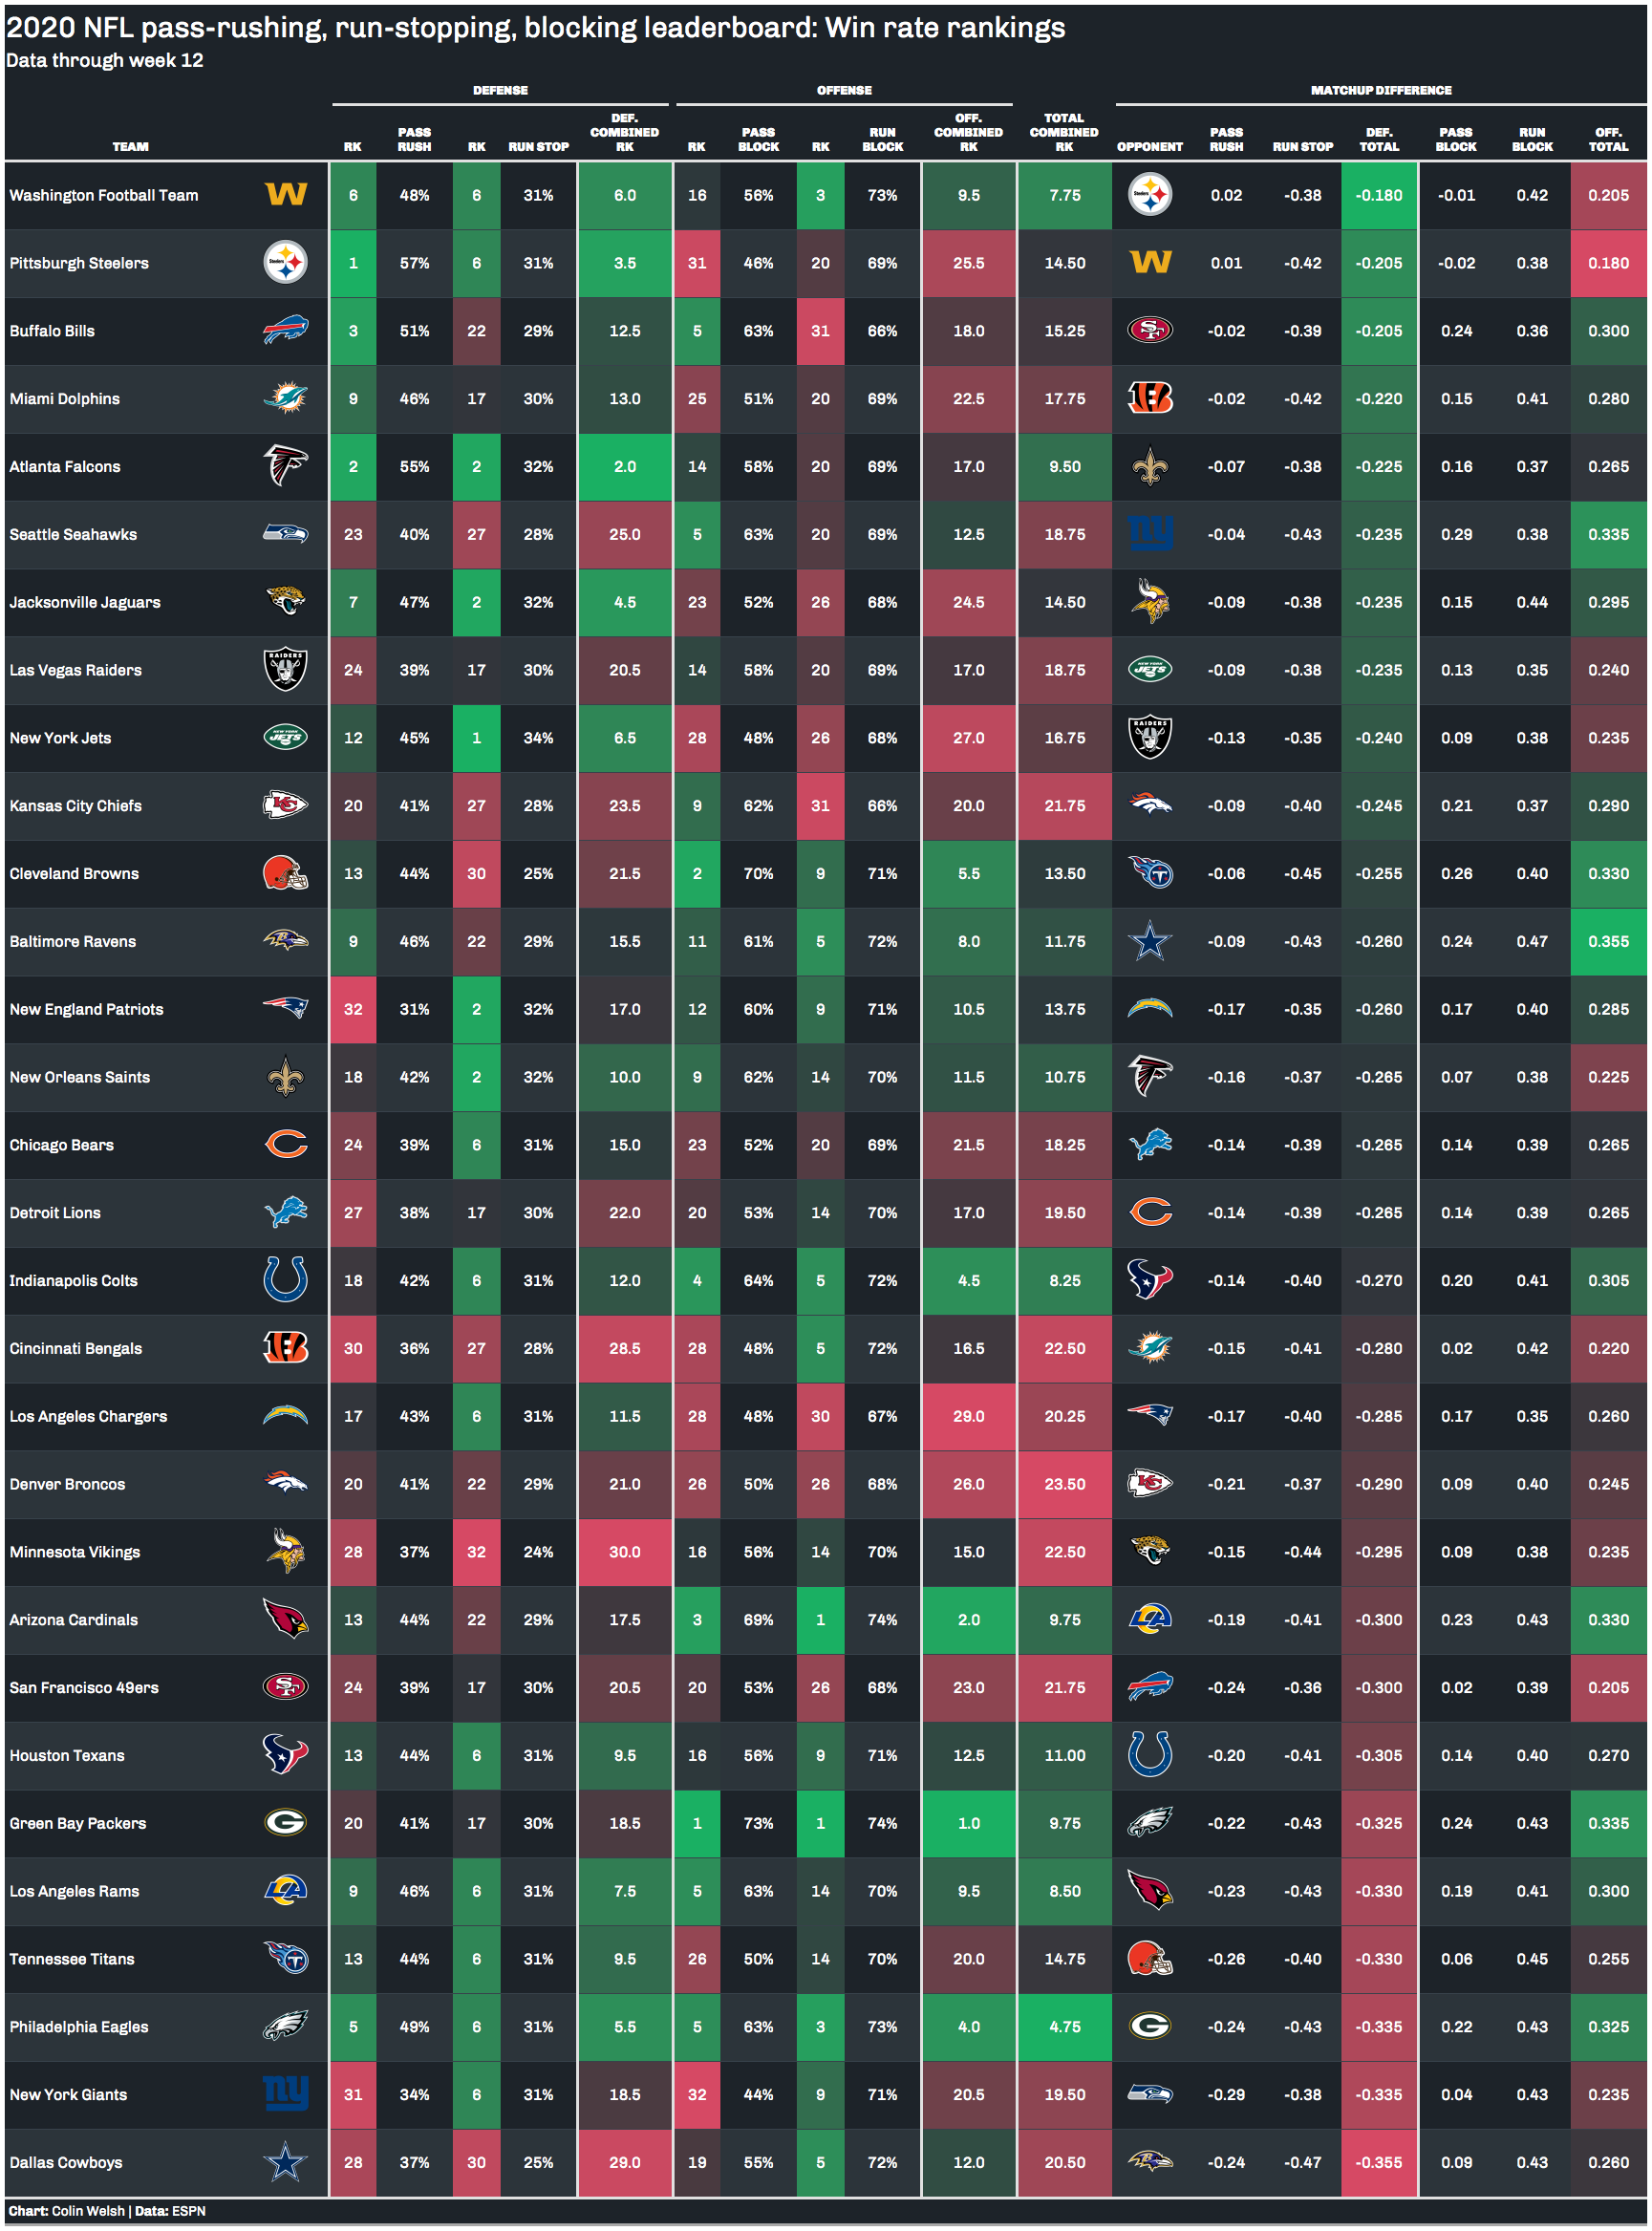 2020 NFL pass-rushing, run-stopping, blocking leaderboard: Win rate rankings
Data through week 12
DEFENSE OFFENSE MATCHUP DIFFERENCE
TEAM RK PASS RUSH RK RUN STOP DEF. COMBINED RK RK PASS BLOCK RK RUN BLOCK OFF. COMBINED RK TOTAL COMBINED RK OPPONENT PASS RUSH RUN STOP DEF. TOTAL PASS BLOCK RUN BLOCK OFF. TOTAL
Washington Football Team W 6 48% 6 31% 6.0 16 56% 3 73% 9.5 7.75 Steelers 0.02 -0.38 -0.180 -0.01 0.42 0.205
Pittsburgh Steelers Steelers 1 57% 6 31% 3.5 31 46% 20 69% 25.5 14.50 W 0.01 -0.42 -0.205 -0.02 0.38 0.180
Buffalo Bills 3 51% 22 29% 12.5 5 63% 31 66% 18.0 15.25 SF -0.02 -0.39 -0.205 0.24 0.36 0.300
Miami Dolphins 9 46% 17 30% 13.0 25 51% 20 69% 22.5 17.75 B -0.02 -0.42 -0.220 0.15 0.41 0.280
Atlanta Falcons 2 55% 2 32% 2.0 14 58% 20 69% 17.0 9.50 -0.07 -0.38 -0.225 0.16 0.37 0.265
Seattle Seahawks 23 40% 27 28% 25.0 5 63% 20 69% 12.5 18.75 ny -0.04 -0.43 -0.235 0.29 0.38 0.335
Jacksonville Jaguars 7 47% 2 32% 4.5 23 52% 26 68% 24.5 14.50 -0.09 -0.38 -0.235 0.15 0.44 0.295
Las Vegas Raiders RAIDERS 24 39% 17 30% 20.5 14 58% 20 69% 17.0 18.75 NEW YORK JETS -0.09 -0.38 -0.235 0.13 0.35 0.240
New York Jets NEW YORK JETS 12 45% 1 34% 6.5 28 48% 26 68% 27.0 16.75 RAIDERS -0.13 -0.35 -0.240 0.09 0.38 0.235
Kansas City Chiefs KC 20 41% 27 28% 23.5 9 62% 31 66% 20.0 21.75 -0.09 -0.40 -0.245 0.21 0.37 0.290
Cleveland Browns 13 44% 30 25% 21.5 2 70% 9 71% 5.5 13.50 T -0.06 -0.45 -0.255 0.26 0.40 0.330
Baltimore Ravens B 9 46% 22 29% 15.5 11 61% 5 72% 8.0 11.75 -0.09 -0.43 -0.260 0.24 0.47 0.355
New England Patriots 32 31% 2 32% 17.0 12 60% 9 71% 10.5 13.75 -0.17 -0.35 -0.260 0.17 0.40 0.285
New Orleans Saints 18 42% 2 32% 10.0 9 62% 14 70% 11.5 10.75 -0.16 -0.37 -0.265 0.07 0.38 0.225
Chicago Bears C 24 39% 6 31% 15.0 23 52% 20 69% 21.5 18.25 -0.14 -0.39 -0.265 0.14 0.39 0.265
Detroit Lions 27 38% 17 30% 22.0 20 53% 14 70% 17.0 19.50 C -0.14 -0.39 -0.265 0.14 0.39 0.265
Indianapolis Colts 18 42% 6 31% 12.0 4 64% 5 72% 4.5 8.25 -0.14 -0.40 -0.270 0.20 0.41 0.305
Cincinnati Bengals B 30 36% 27 28% 28.5 28 48% 5 72% 16.5 22.50 -0.15 -0.41 -0.280 0.02 0.42 0.220
Los Angeles Chargers 17 43% 6 31% 11.5 28 48% 30 67% 29.0 20.25 -0.17 -0.40 -0.285 0.17 0.35 0.260
Denver Broncos 20 41% 22 29% 21.0 26 50% 26 68% 26.0 23.50 KC -0.21 -0.37 -0.290 0.09 0.40 0.245
Minnesota Vikings 28 37% 32 24% 30.0 16 56% 14 70% 15.0 22.50 -0.15 -0.44 -0.295 0.09 0.38 0.235
Arizona Cardinals 13 44% 22 29% 17.5 3 69% 1 74% 2.0 9.75 LA -0.19 -0.41 -0.300 0.23 0.43 0.330
San Francisco 49ers SF 24 39% 17 30% 20.5 20 53% 26 68% 23.0 21.75 -0.24 -0.36 -0.300 0.02 0.39 0.205
Houston Texans 13 44% 6 31% 9.5 16 56% 9 71% 12.5 11.00 -0.20 -0.41 -0.305 0.14 0.40 0.270
Green Bay Packers G 20 41% 17 30% 18.5 1 73% 1 74% 1.0 9.75 -0.22 -0.43 -0.325 0.24 0.43 0.335
Los Angeles Rams LA 9 46% 6 31% 7.5 5 63% 14 70% 9.5 8.50 -0.23 -0.43 -0.330 0.19 0.41 0.300
Tennessee Titans T 13 44% 6 31% 9.5 26 50% 14 70% 20.0 14.75 -0.26 -0.40 -0.330 0.06 0.45 0.255
Philadelphia Eagles 5 49% 6 31% 5.5 5 63% 3 73% 4.0 4.75 G -0.24 -0.43 -0.335 0.22 0.43 0.325
New York Giants ny 31 34% 6 31% 18.5 32 44% 9 71% 20.5 19.50 -0.29 -0.38 -0.335 0.04 0.43 0.235
Dallas Cowboys 28 37% 30 25% 29.0 19 55% 5 72% 12.0 20.50 B -0.24 -0.47 -0.355 0.09 0.43 0.260
Chart: Colin Welsh | Data: ESPN